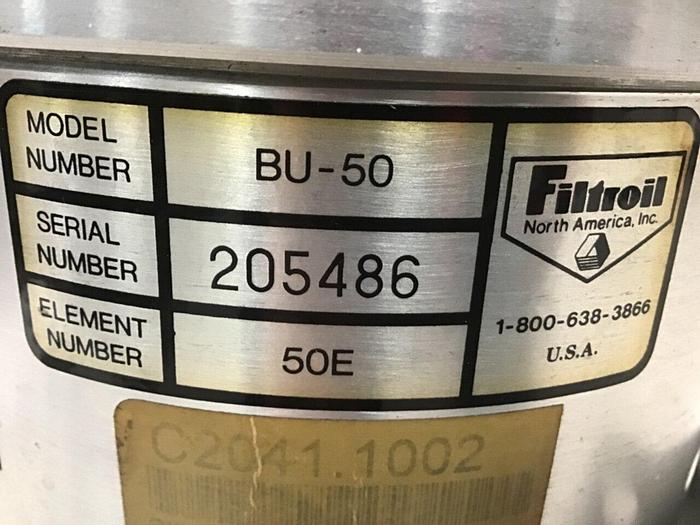 MODEL
NUMBER
BU-50
SERIAL
NUMBER
205486
ELEMENT
NUMBER
50E
Filtroil
North America, Inc.
1-800-638-3866
U.S.A.
C2041.1002